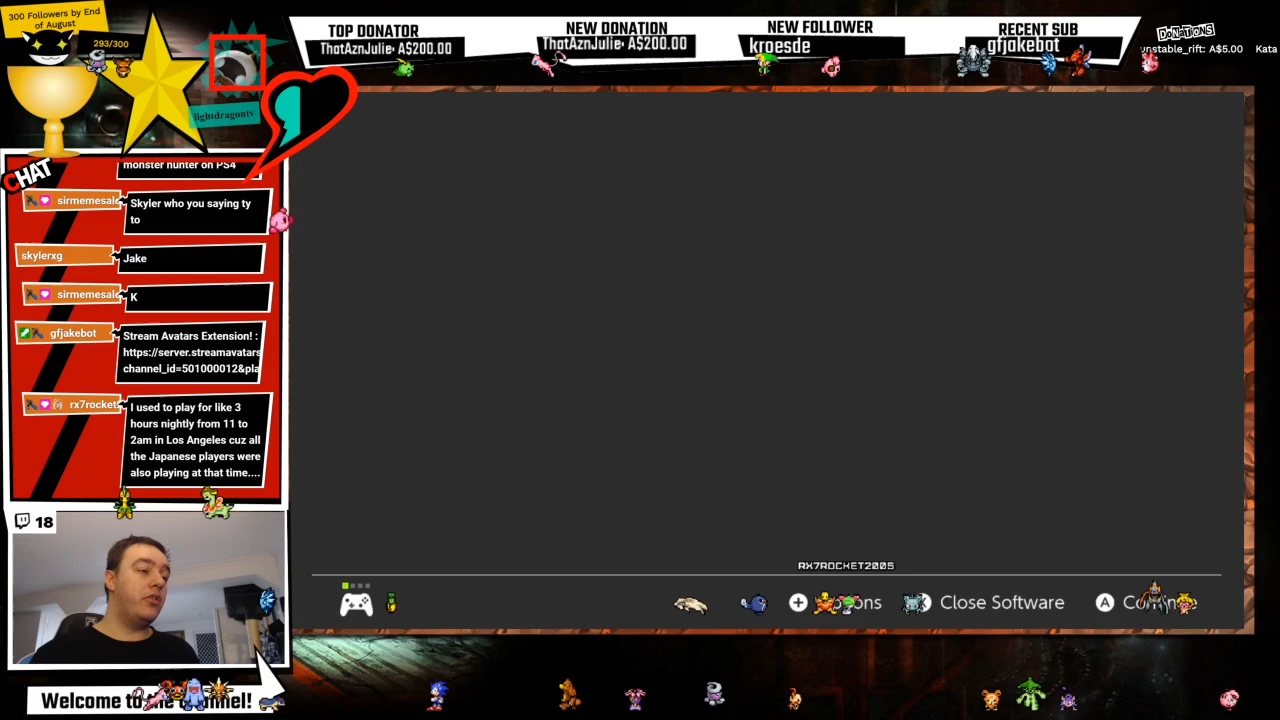 300 Followers by End
of August
293/300
lightdragontv
TOP DONATOR
ThotAznJulie: A$200.00
NEW DONATION
ThotAznJulie: A$200.00
NEW FOLLOWER
kroesde
RECENT SUB
gfjakebot
DONATIONS
unstable_rift: A$5.00 Kata
CHAT
monster hunter on PS4
sirmemesalo
Skyler who you saying ty
to
skylerxg
Jake
sirmemesalo
K
gfjakebot
Stream Avatars Extension! :
https://server.streamavatars
channel_id=501000012&pla
rx7rocket
I used to play for like 3
hours nightly from 11 to
2am in Los Angeles cuz all
the Japanese players were
also playing at that time....
18
RX7ROCKET2005
Close Software
Welcome to